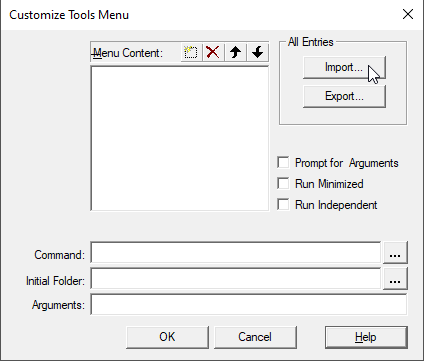 Customize Tools Menu
Menu Content:
All Entries
Import...
Export...
Prompt for Arguments
Run Minimized
Run Independent
Command:
...
Initial Folder:
...
Arguments:
OK
Cancel
Help